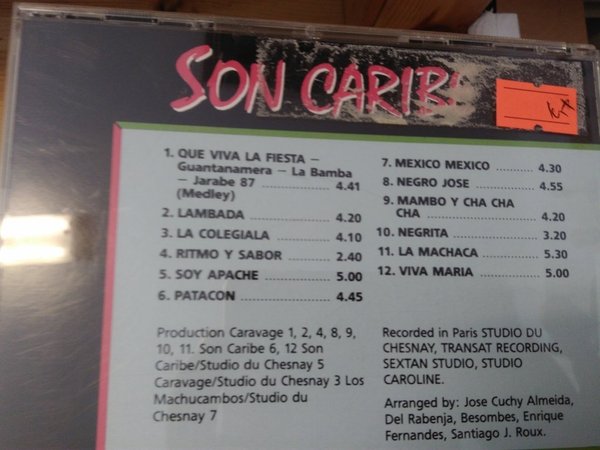 SON CARIB
1. QUE VIVA LA FIESTA –
Guantanamera – La Bamba
– Jarabe 87 .............. 4.41
(Medley)
2. LAMBADA .............. 4.20
3. LA COLEGIALA .............. 4.10
4. RITMO Y SABOR .............. 2.40
5. SOY APACHE .............. 5.00
6. PATACON .............. 4.45
7. MEXICO MEXICO .............. 4.30
8. NEGRO JOSE .............. 4.55
9. MAMBO Y CHA CHA
CHA .............. 4.20
10. NEGRITA .............. 3.20
11. LA MACHACA .............. 5.30
12. VIVA MARIA .............. 5.00
Production Caravage 1, 2, 4, 8, 9,
10, 11. Son Caribe 6, 12 Son
Caribe/Studio du Chesnay 5
Caravage/Studio du Chesnay 3 Los
Machucambos/Studio du
Chesnay 7
Recorded in Paris STUDIO DU
CHESNAY, TRANSAT RECORDING,
SEXTAN STUDIO, STUDIO
CAROLINE.
Arranged by: Jose Cuchy Almeida,
Del Rabenja, Besombes, Enrique
Fernandes, Santiago J. Roux.